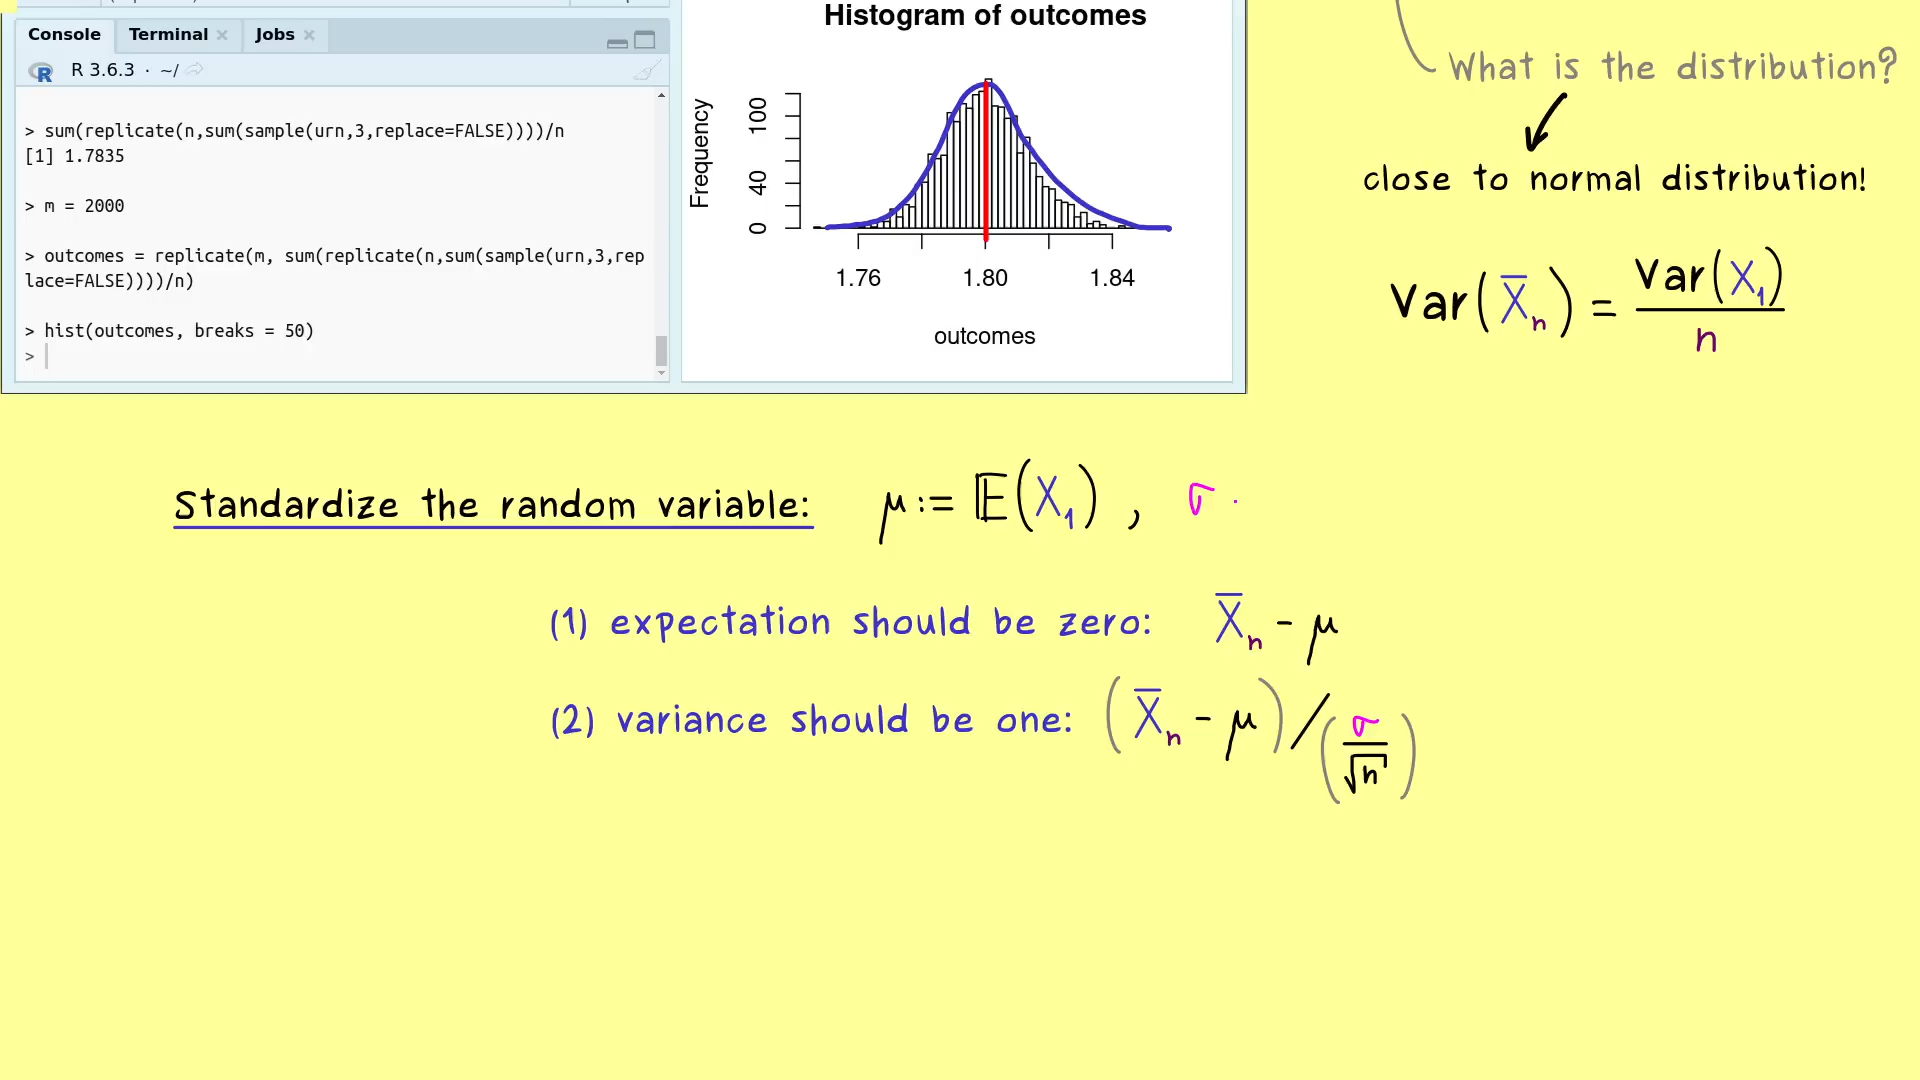 Console Terminal × Jobs ×
R 3.6.3 · ~/
> sum(replicate(n,sum(sample(urn,3,replace=FALSE))))/n
[1] 1.7835
> m = 2000
> outcomes = replicate(m, sum(replicate(n,sum(sample(urn,3,rep
lace=FALSE))))/n)
> hist(outcomes, breaks = 50)
>
Histogram of outcomes
Frequency
100
40
0
1.76 1.80 1.84
outcomes
What is the distribution?
close to normal distribution!
Var(X̅ₙ) = Var(X₁)/n
Standardize the random variable: μ := 𝔼(X₁) , σ ·
(1) expectation should be zero: X̅ₙ - μ
(2) variance should be one: (X̅ₙ - μ)/(σ/√n)